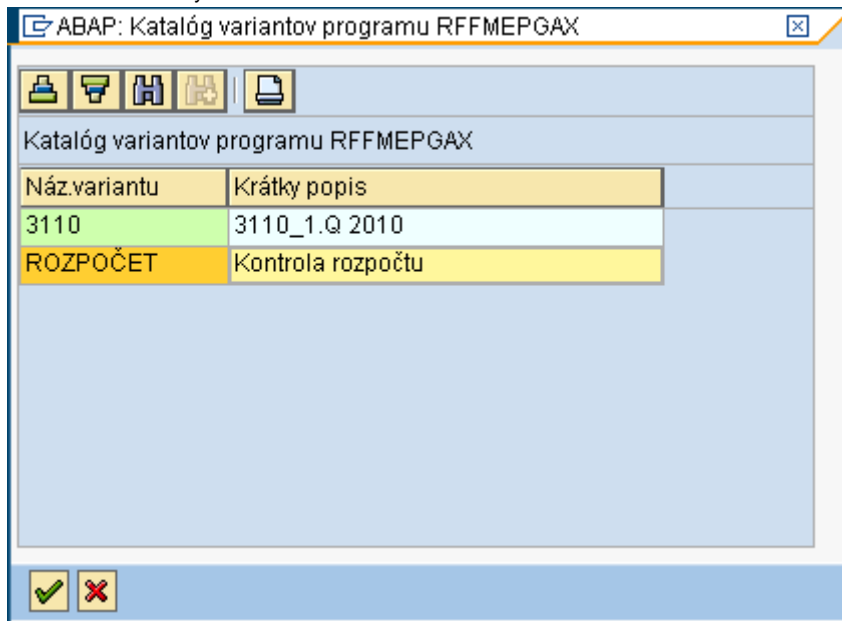 ABAP: Katalóg variantov programu RFFMEPGAX
Katalóg variantov programu RFFMEPGAX
Náz.variantu Krátky popis
3110 3110_1.Q 2010
ROZPOČET Kontrola rozpočtu